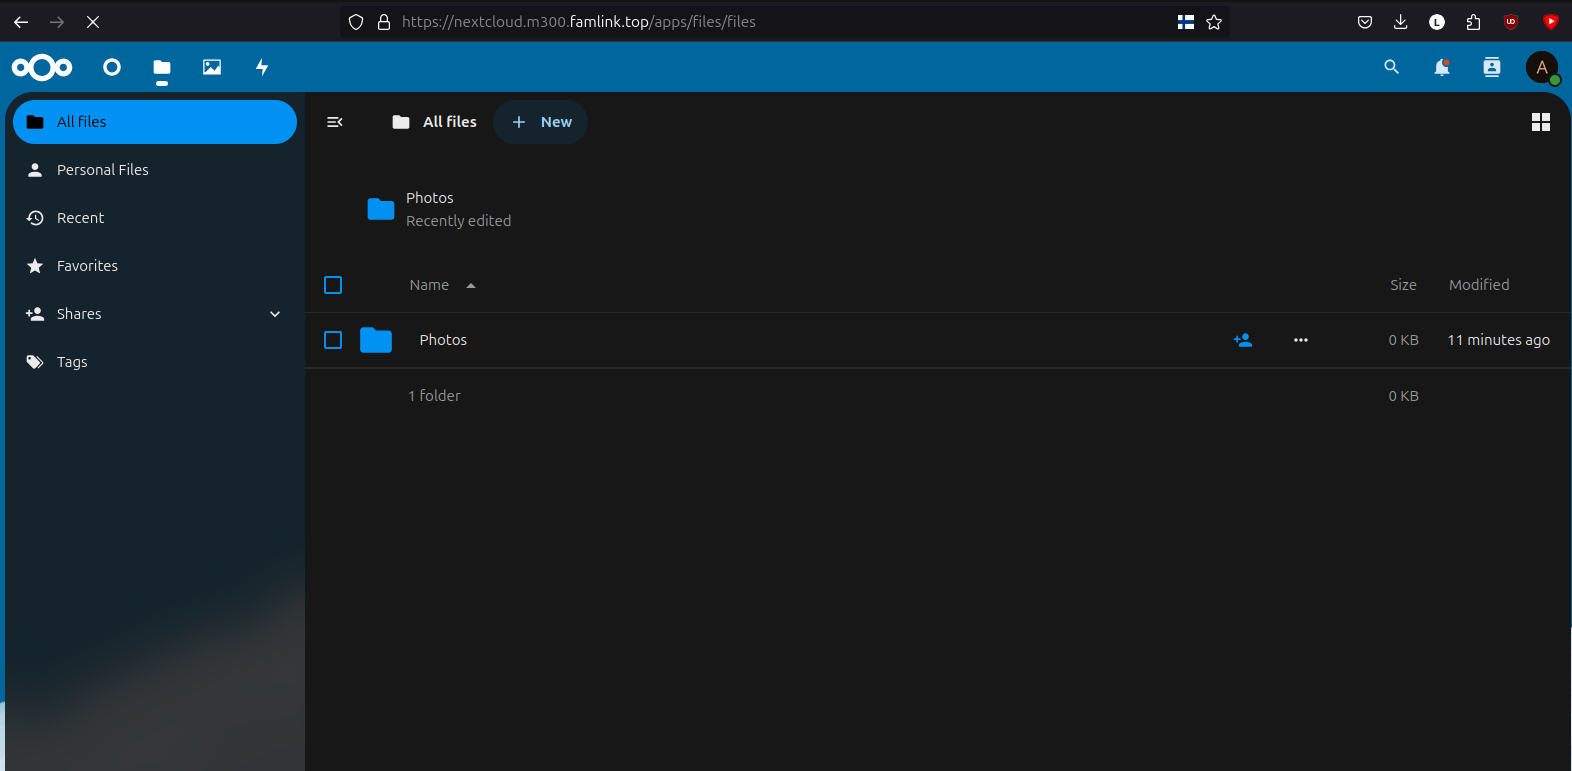 https://nextcloud.m300.famlink.top/apps/files/files
L
UD
A
All files
Personal Files
Recent
Favorites
Shares
Tags
All files
+ New
Photos
Recently edited
Name
Size
Modified
Photos
0 KB
11 minutes ago
1 folder
0 KB